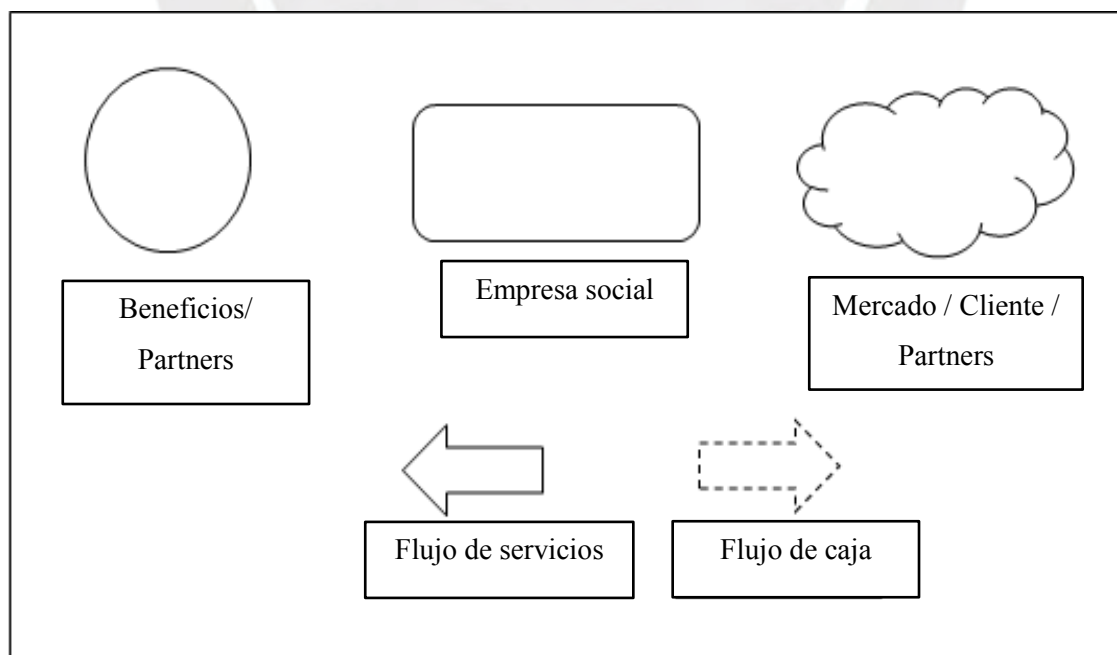 Beneficios/
Partners
Empresa social
Mercado / Cliente /
Partners
Flujo de servicios
Flujo de caja